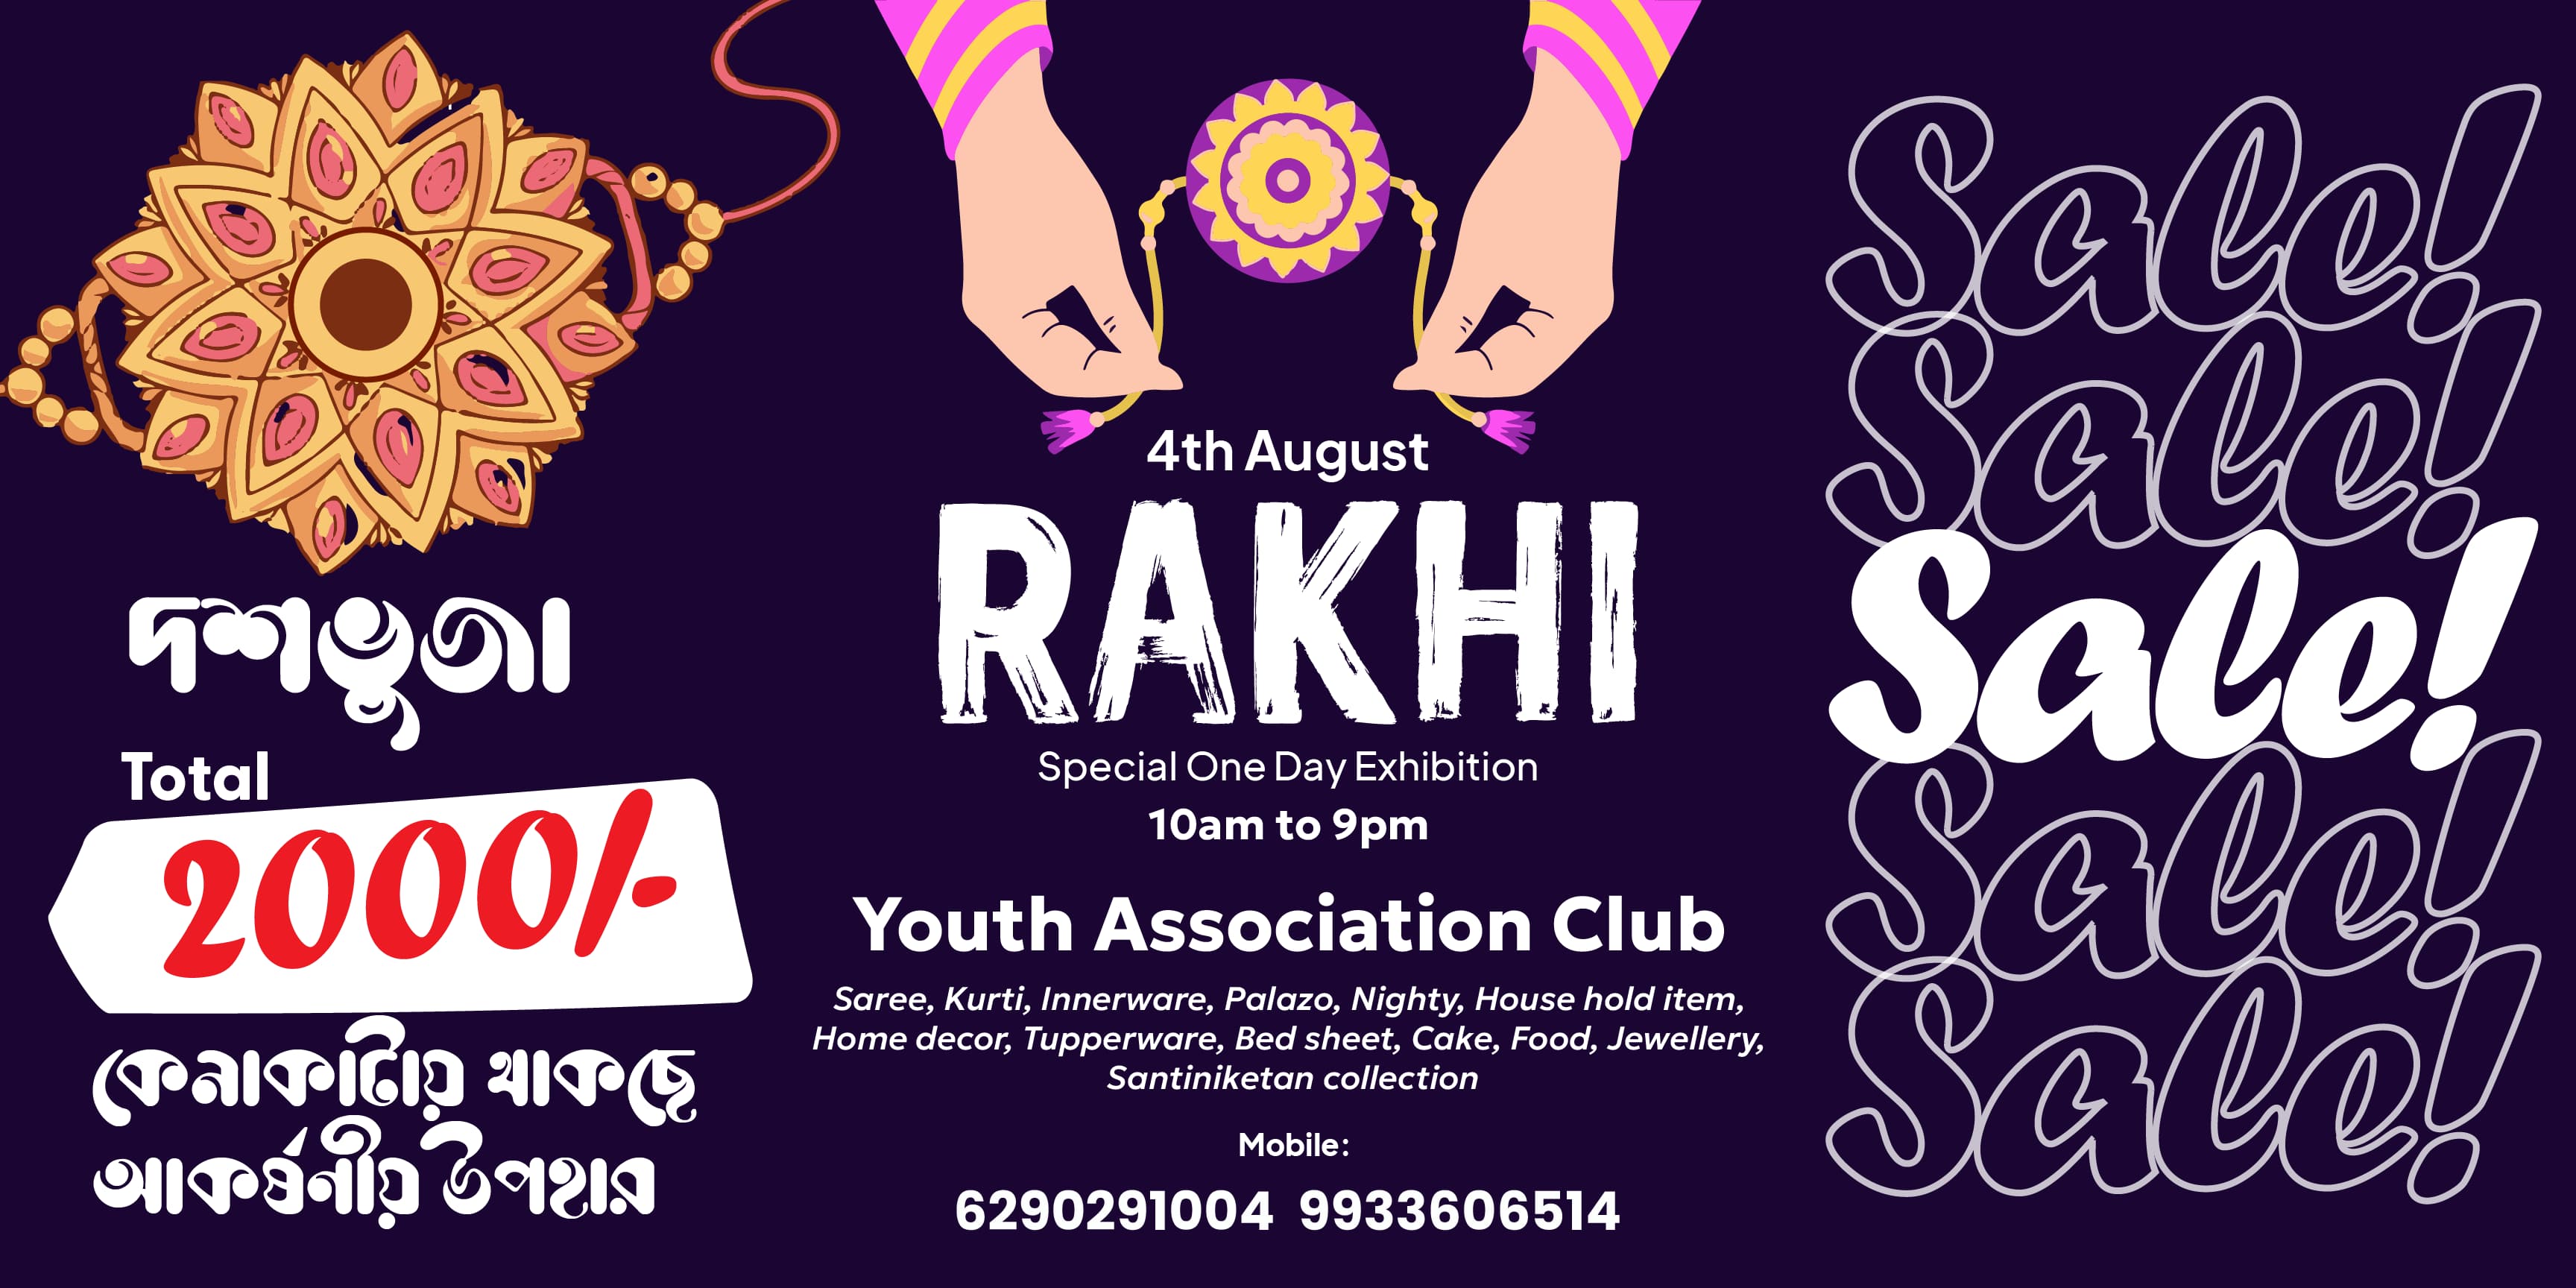 দশভুজা
Total
2000/-
কেনাকাটায় থাকছে
আকর্ষনীয় উপহার
4th August
RAKHI
Special One Day Exhibition
10am to 9pm
Youth Association Club
Saree, Kurti, Innerware, Palazo, Nighty, House hold item,
Home decor, Tupperware, Bed sheet, Cake, Food, Jewellery,
Santiniketan collection
Mobile:
6290291004 9933606514
Sale!
Sale!
Sale!
Sale!
Sale!